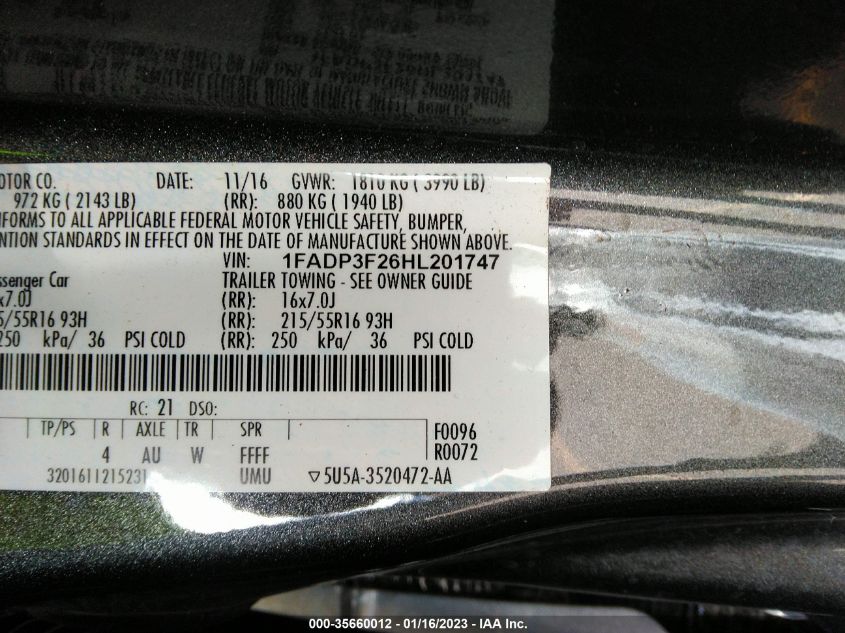 OTOR CO. DATE: 11/16 GVWR: 1810 KG ( 3990 LB)
972 KG ( 2143 LB) (RR): 880 KG ( 1940 LB)
NFORMS TO ALL APPLICABLE FEDERAL MOTOR VEHICLE SAFETY, BUMPER,
NTION STANDARDS IN EFFECT ON THE DATE OF MANUFACTURE SHOWN ABOVE.
VIN: 1FADP3F26HL201747
ssenger Car TRAILER TOWING - SEE OWNER GUIDE
x7.0J (RR): 16x7.0J
5/55R16 93H (RR): 215/55R16 93H
250 kPa/ 36 PSI COLD (RR): 250 kPa/ 36 PSI COLD
RC: 21 DSO:
TP/PS R AXLE TR SPR F0096
4 AU W FFFF R0072
3201611215231 UMU ▽5U5A-3520472-AA
000-35660012 - 01/16/2023 - © IAA Inc.